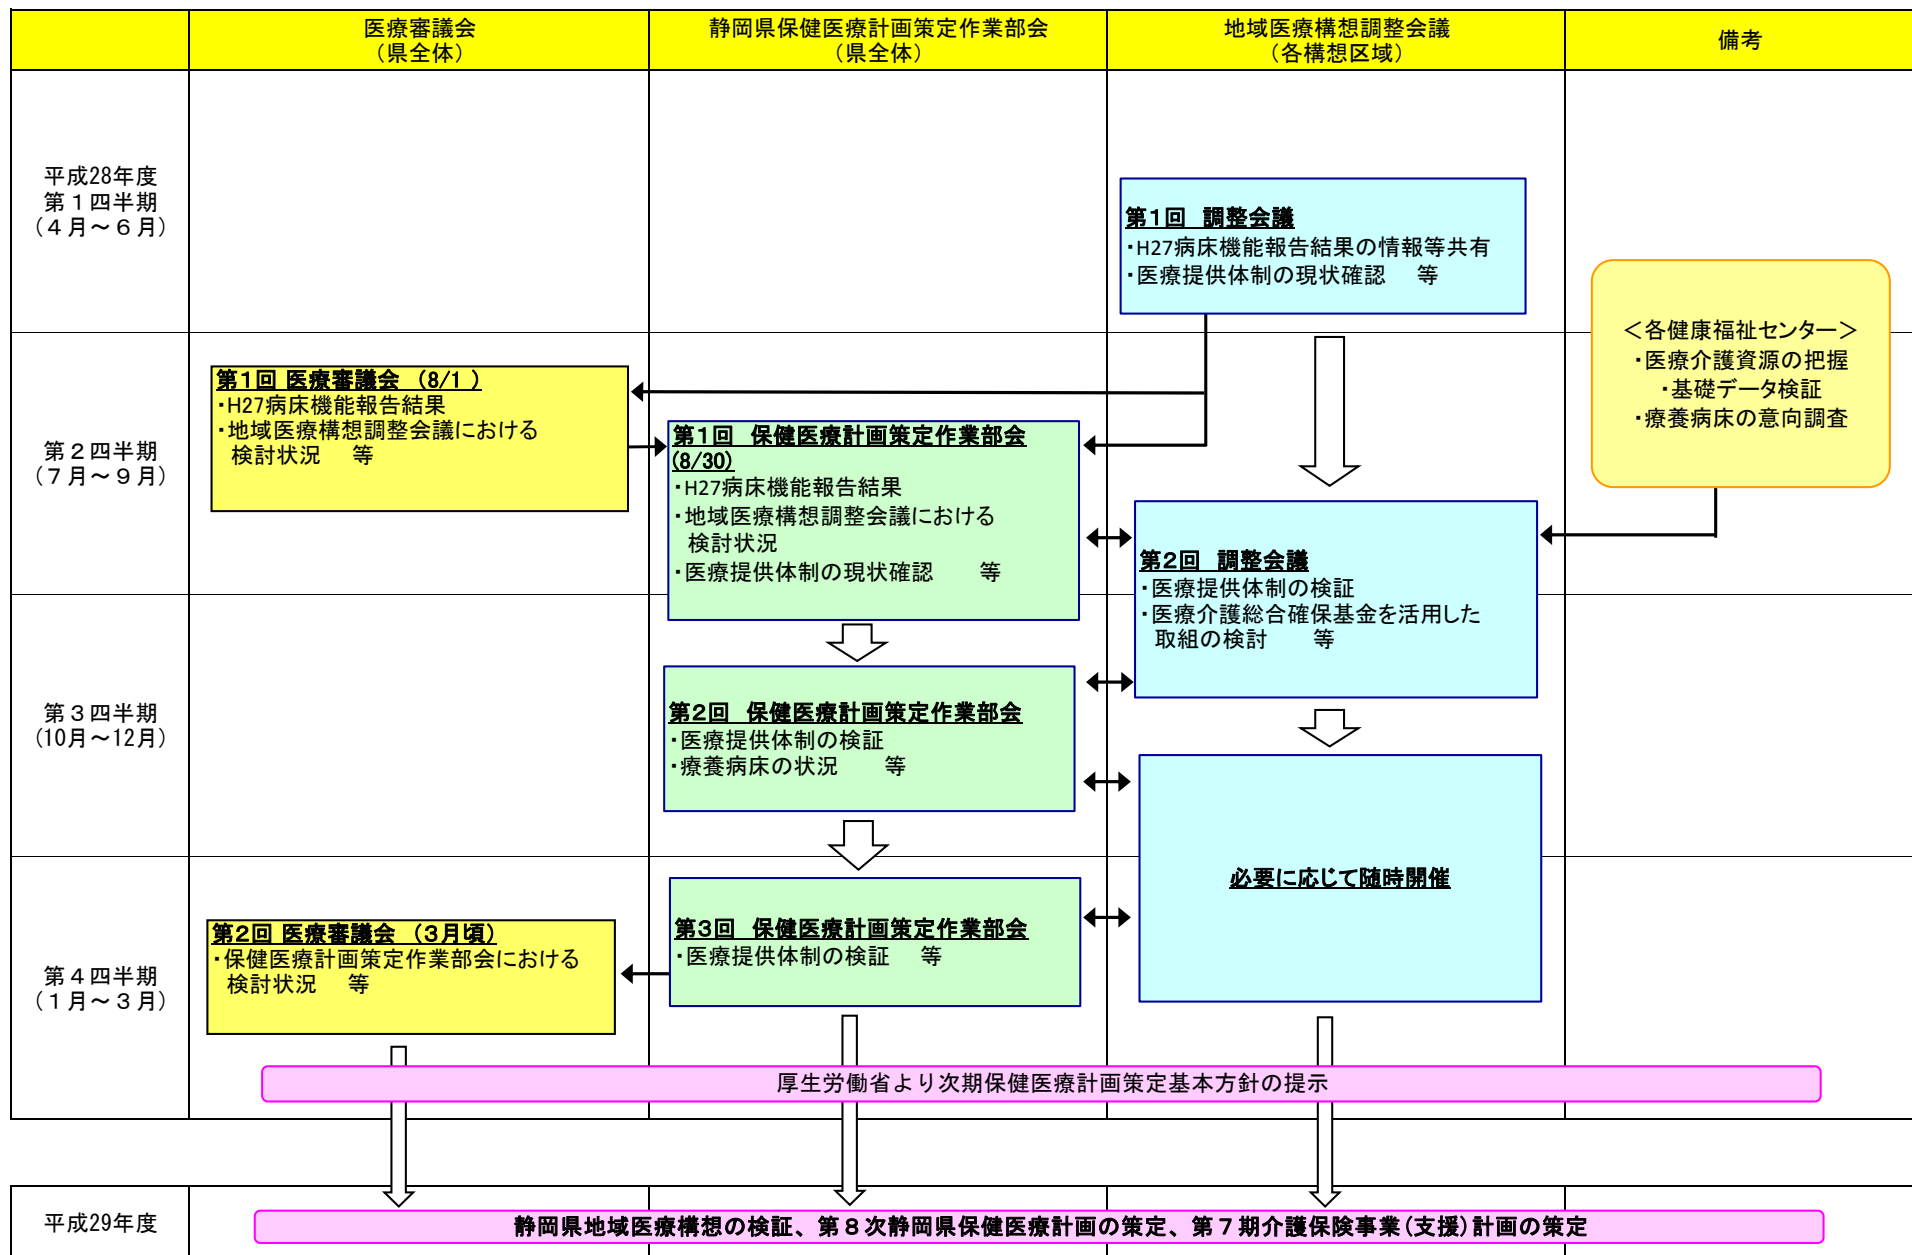 医療審議会
（県全体）
静岡県保健医療計画策定作業部会
（県全体）
地域医療構想調整会議
（各構想区域）
備考
平成28年度
第１四半期
（４月～６月）
第1回　調整会議
・H27病床機能報告結果の情報等共有
・医療提供体制の現状確認　等
＜各健康福祉センター＞
・医療介護資源の把握
・基礎データ検証
・療養病床の意向調査
第２四半期
（７月～９月）
第1回 医療審議会　（8/1 ）
・H27病床機能報告結果
・地域医療構想調整会議における
検討状況　等
第1回　保健医療計画策定作業部会
(8/30)
・H27病床機能報告結果
・地域医療構想調整会議における
検討状況
・医療提供体制の現状確認　　等
第2回　調整会議
・医療提供体制の検証
・医療介護総合確保基金を活用した
取組の検討　　等
第３四半期
（10月～12月）
第2回　保健医療計画策定作業部会
・医療提供体制の検証
・療養病床の状況　　等
必要に応じて随時開催
第４四半期
（１月～３月）
第2回 医療審議会　（3月頃）
・保健医療計画策定作業部会における
検討状況　等
第3回　保健医療計画策定作業部会
・医療提供体制の検証　等
厚生労働省より次期保健医療計画策定基本方針の提示
平成29年度
静岡県地域医療構想の検証、第８次静岡県保健医療計画の策定、第７期介護保険事業(支援)計画の策定